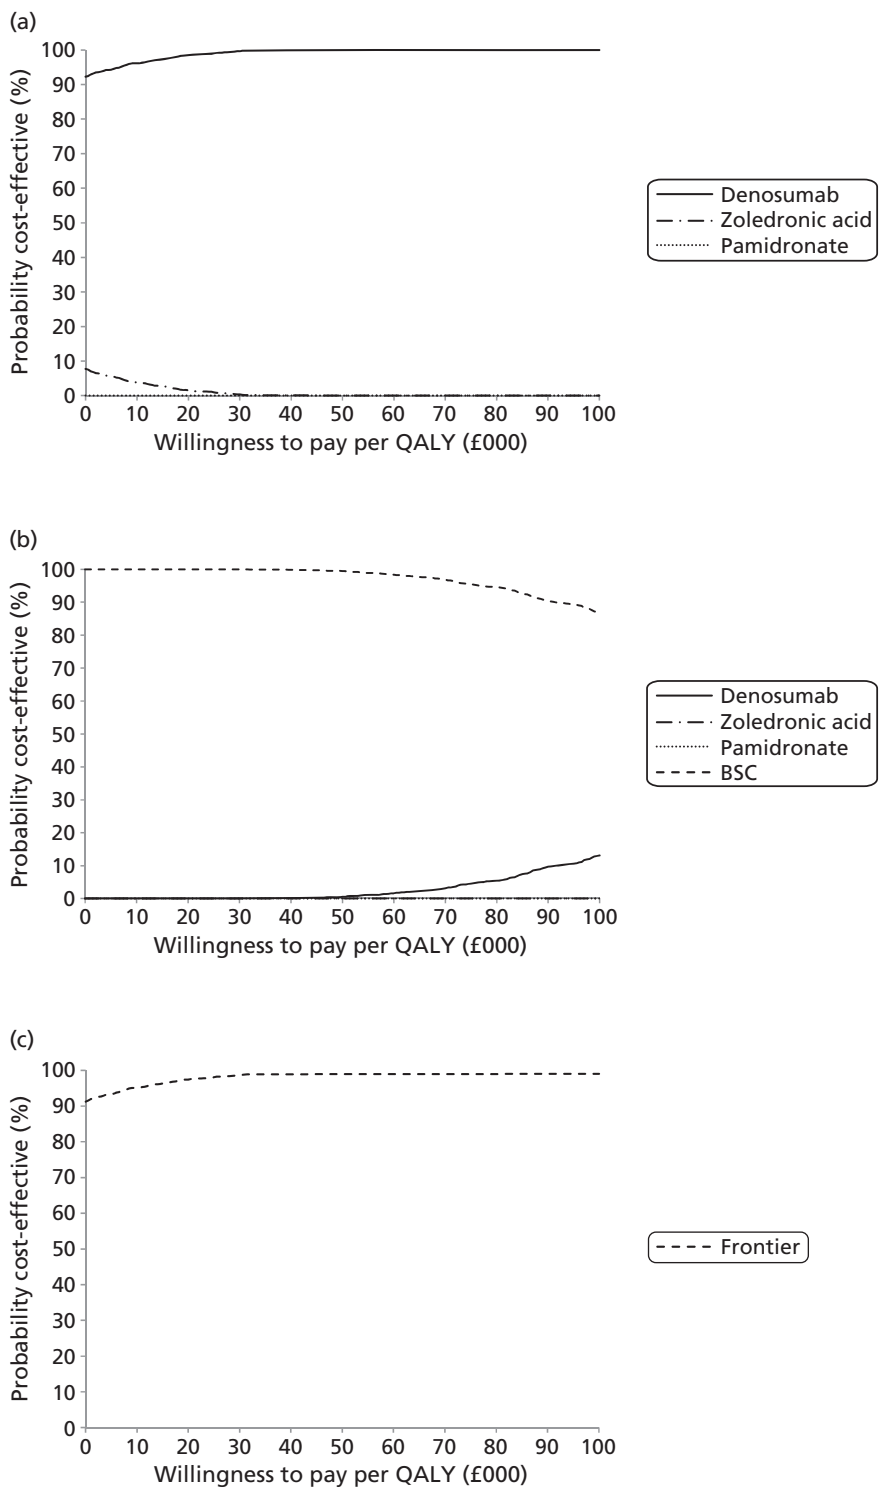 (a)
100
90
80
70
60
50
40
30
20
10
0
Probability cost-effective (%)
0 10 20 30 40 50 60 70 80 90 100
Willingness to pay per QALY (£000)
Denosumab
Zoledronic acid
Pamidronate
(b)
100
90
80
70
60
50
40
30
20
10
0
Probability cost-effective (%)
0 10 20 30 40 50 60 70 80 90 100
Willingness to pay per QALY (£000)
Denosumab
Zoledronic acid
Pamidronate
BSC
(c)
100
90
80
70
60
50
40
30
20
10
0
Probability cost-effective (%)
0 10 20 30 40 50 60 70 80 90 100
Willingness to pay per QALY (£000)
Frontier